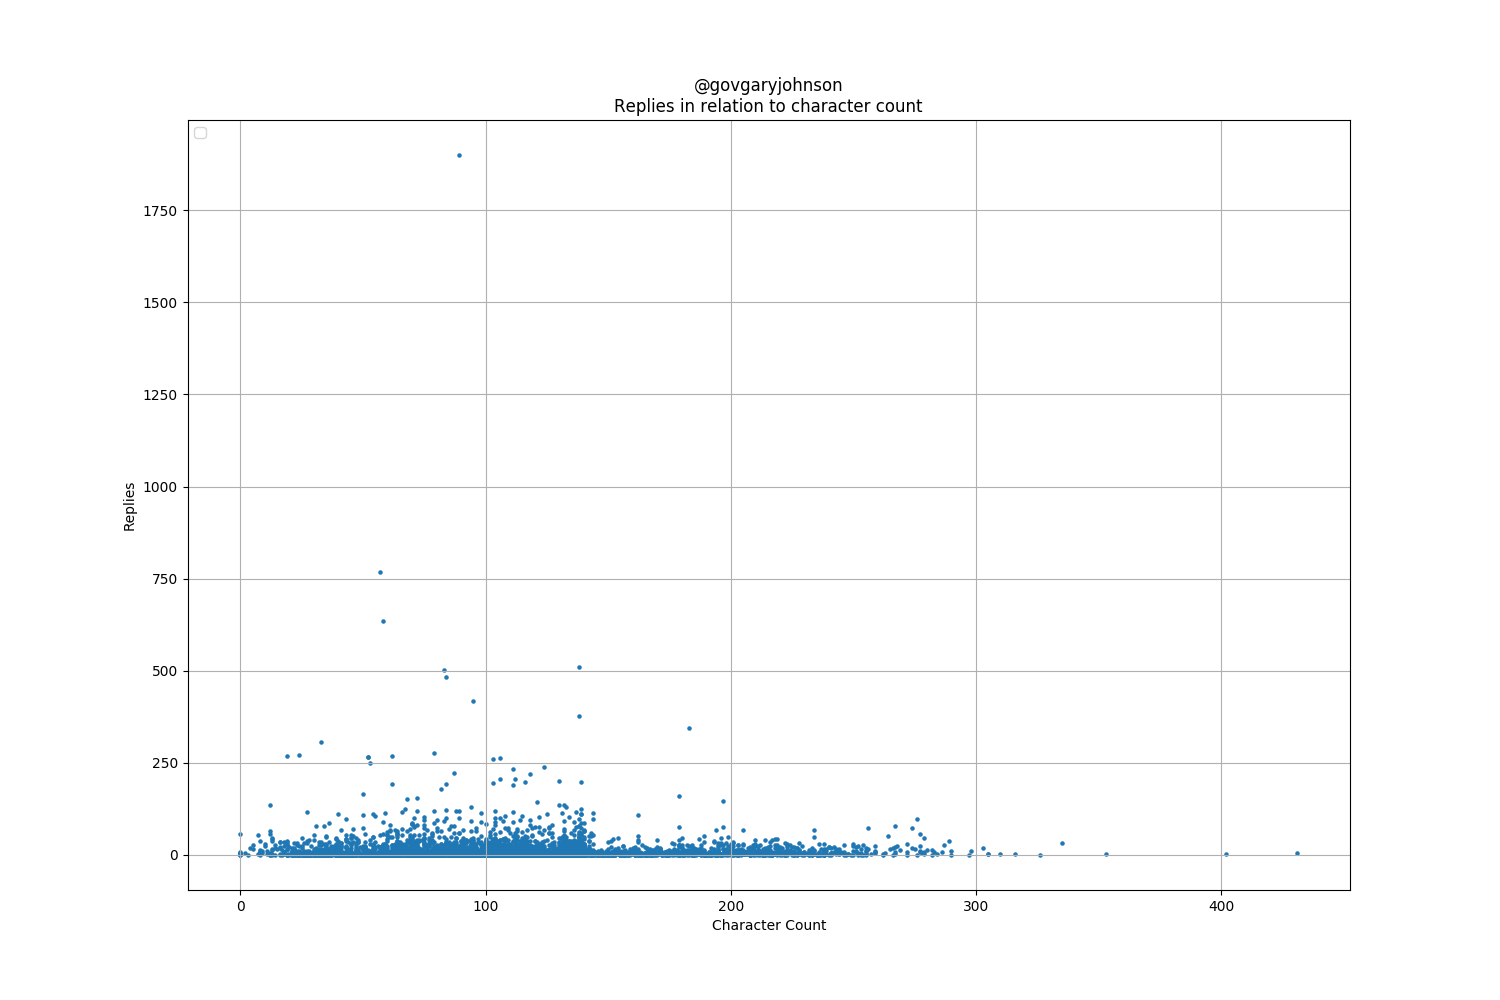 @govgaryjohnson
Replies in relation to character count
1750
1500
1250
1000
750
500
250
0
Replies
0 100 200 300 400
Character Count